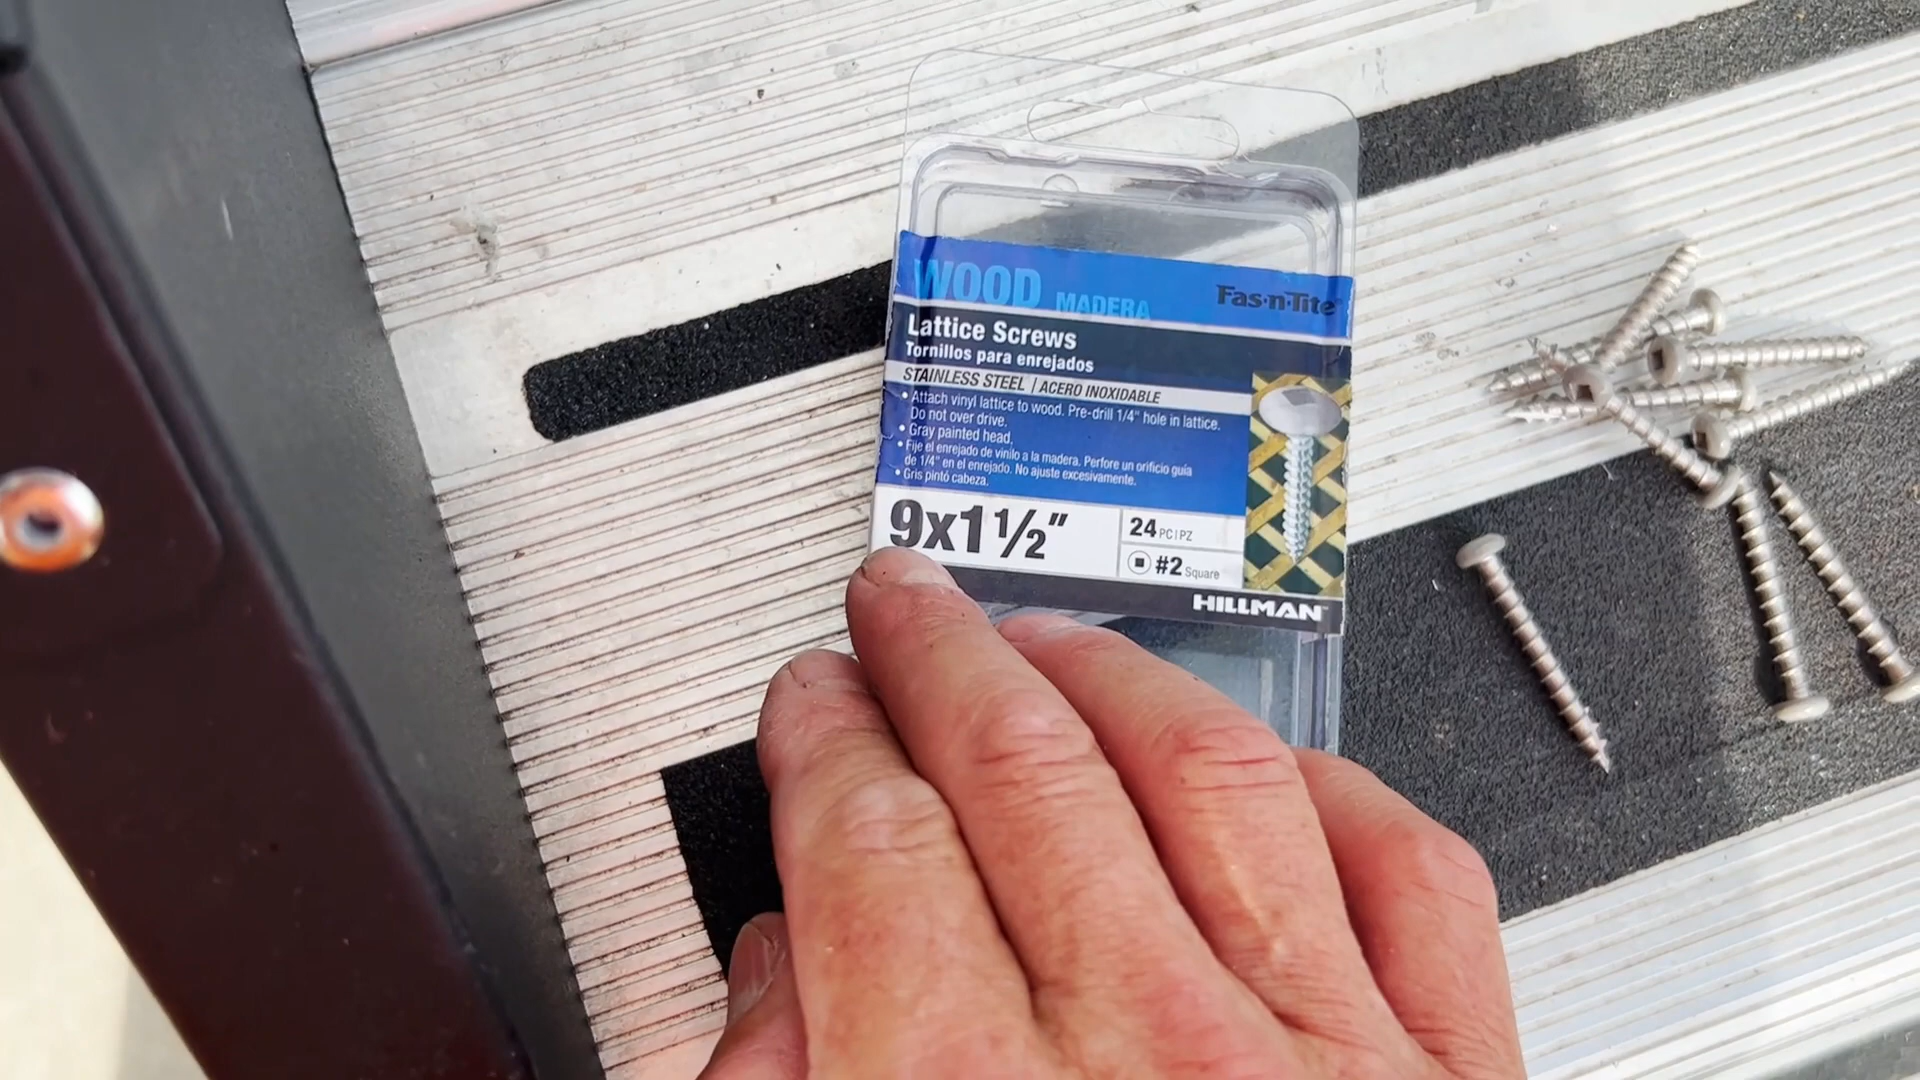 WOOD MADERA Fas·n·Tite
Lattice Screws
Tornillos para enrejados
STAINLESS STEEL | ACERO INOXIDABLE
• Attach vinyl lattice to wood. Pre-drill 1/4" hole in lattice.
Do not over drive.
• Gray painted head.
• Fije el enrejado de vinilo a la madera. Perfore un orificio guia
de 1/4" en el enrejado. No ajuste excesivamente.
• Gris pintó cabeza.
9x1½"
24 PC|PZ
#2 Square
HILLMAN™